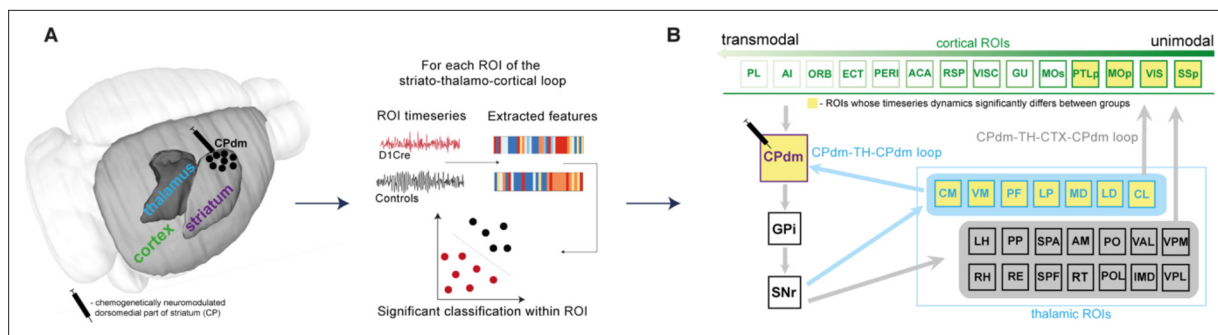 A
For each ROI of the
striato-thalamo-cortical loop
ROI timeseries
Extracted features
D1Cre
Controls
CPdm
thalamus
striatum
cortex
- chemogenetically neuromodulated
dorsomedial part of striatum (CP)
Significant classification within ROI
B
transmodal
cortical ROIs
unimodal
PL AI ORB ECT PERI ACA RSP VISC GU MOs PTLp MOp VIS SSp
- ROIs whose timeseries dynamics significantly differs between groups
CPdm-TH-CTX-CPdm loop
CPdm
CPdm-TH-CPdm loop
CM VM PF LP MD LD CL
GPi
LH PP SPA AM PO VAL VPM
SNr
RH RE SPF RT POL IMD VPL
thalamic ROIs